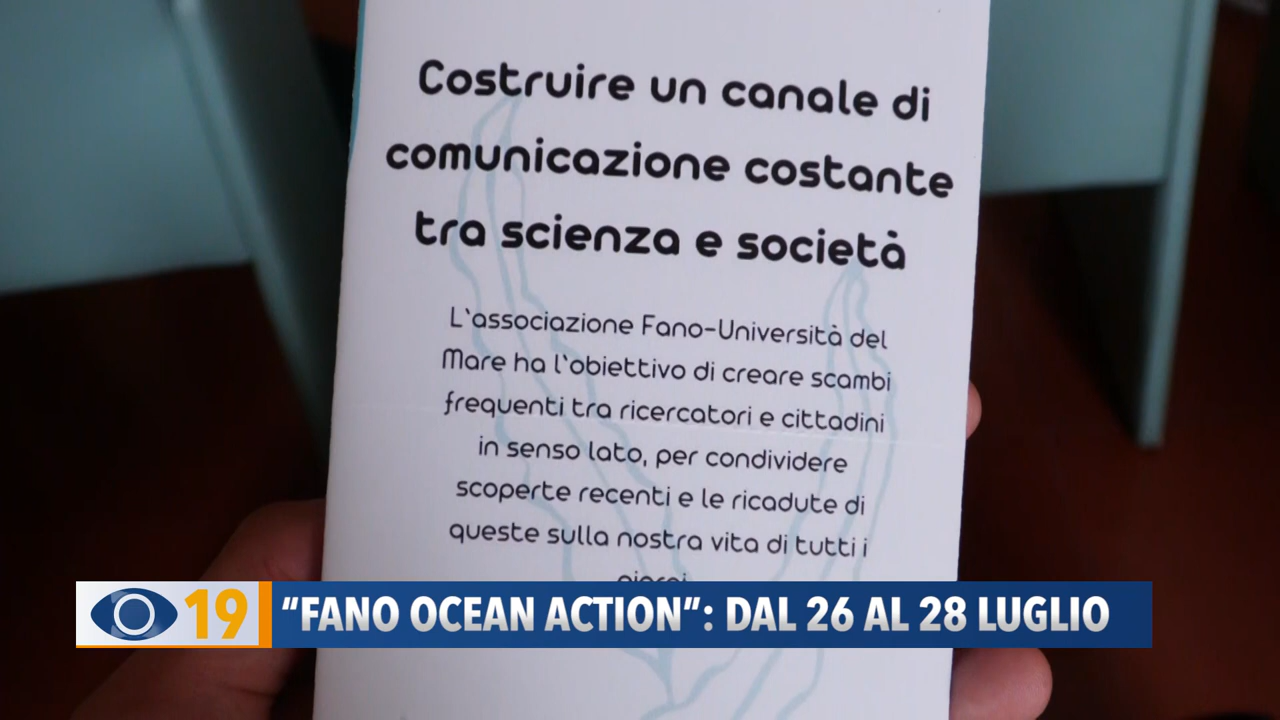 Costruire un canale di
comunicazione costante
tra scienza e società
L'associazione Fano-Università del
Mare ha l'obiettivo di creare scambi
frequenti tra ricercatori e cittadini
in senso lato, per condividere
scoperte recenti e le ricadute di
queste sulla nostra vita di tutti i
19 "FANO OCEAN ACTION": DAL 26 AL 28 LUGLIO